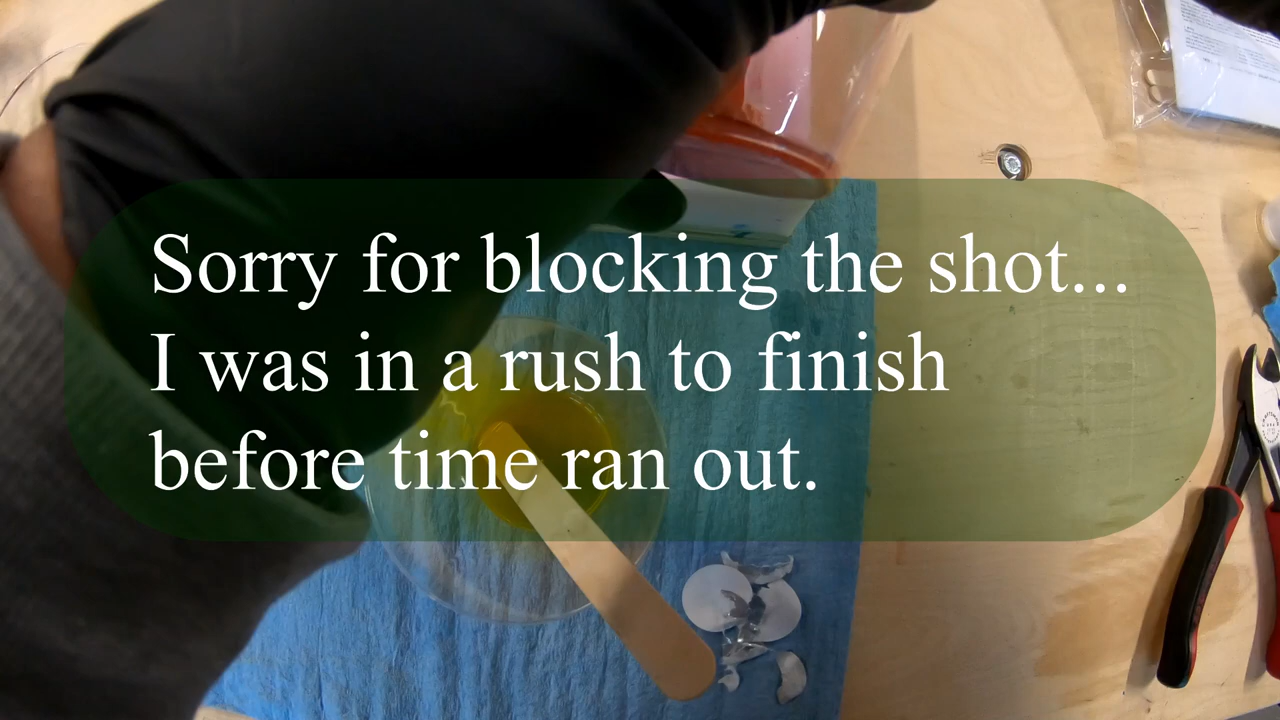 Sorry for blocking the shot...
I was in a rush to finish
before time ran out.